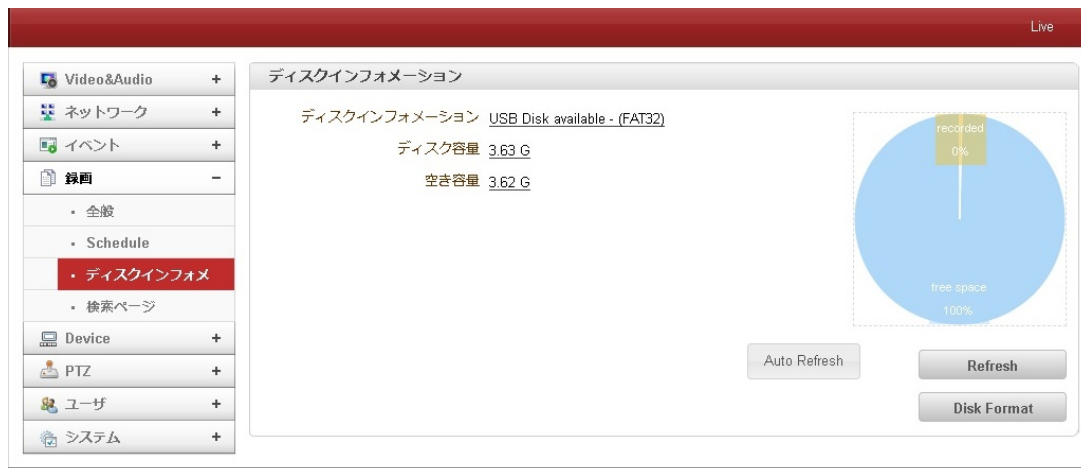 Live
Video&Audio +
ネットワーク +
イベント +
録画 −
・ 全般
・ Schedule
・ ディスクインフォメ
・ 検索ページ
Device +
PTZ +
ユーザ +
システム +
ディスクインフォメーション
ディスクインフォメーション USB Disk available - (FAT32)
ディスク容量 3.63 G
空き容量 3.62 G
recorded
0%
free space
100%
Auto Refresh
Refresh
Disk Format